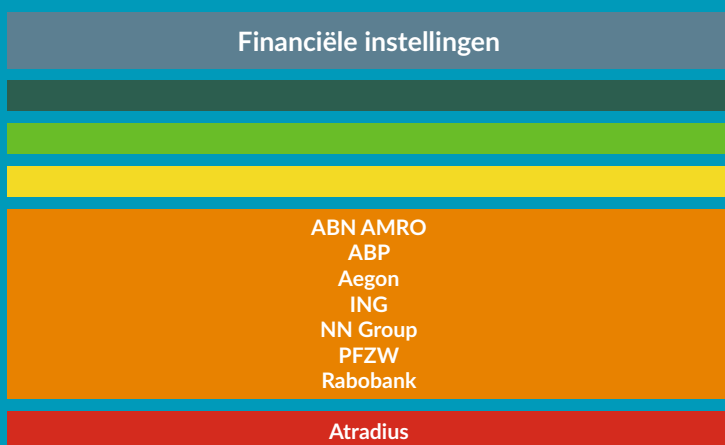 Financiële instellingen
ABN AMRO
ABP
Aegon
ING
NN Group
PFZW
Rabobank
Atradius